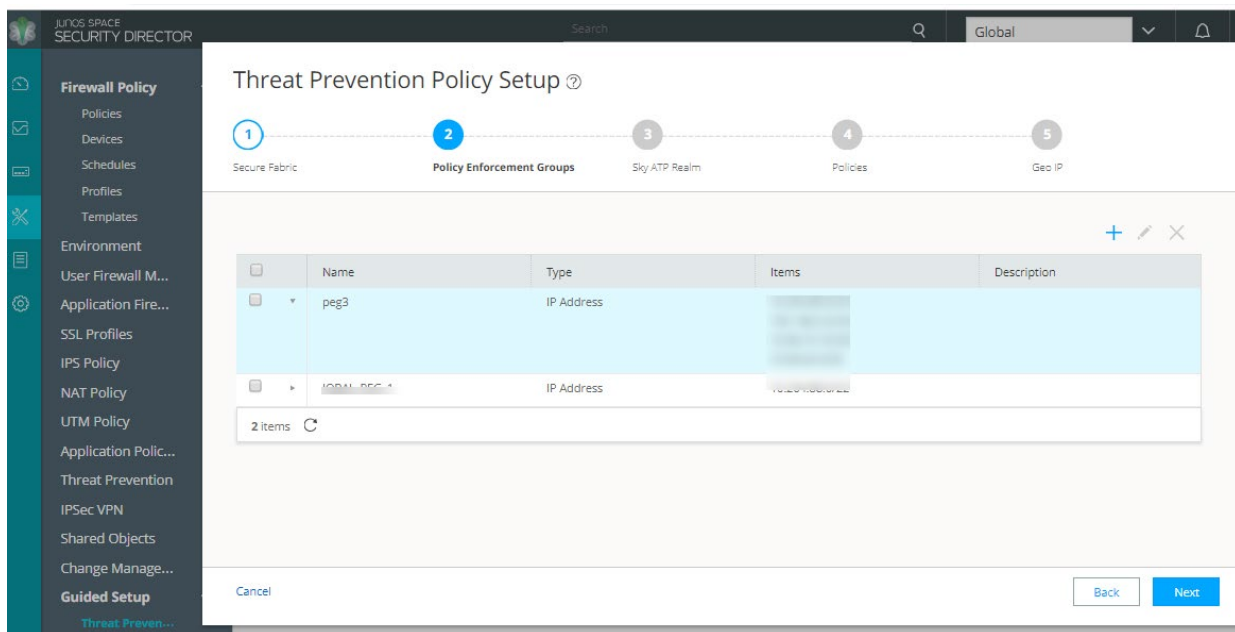 JUNOS SPACE
SECURITY DIRECTOR
Search
Global
Firewall Policy
Policies
Devices
Schedules
Profiles
Templates
Environment
User Firewall M...
Application Fire...
SSL Profiles
IPS Policy
NAT Policy
UTM Policy
Application Polic...
Threat Prevention
IPSec VPN
Shared Objects
Change Manage...
Guided Setup
Threat Preven...
Threat Prevention Policy Setup ?
1 2 3 4 5
Secure Fabric Policy Enforcement Groups Sky ATP Realm Policies Geo IP
Name Type Items Description
peg3 IP Address
IP Address
2 items
Cancel Back Next